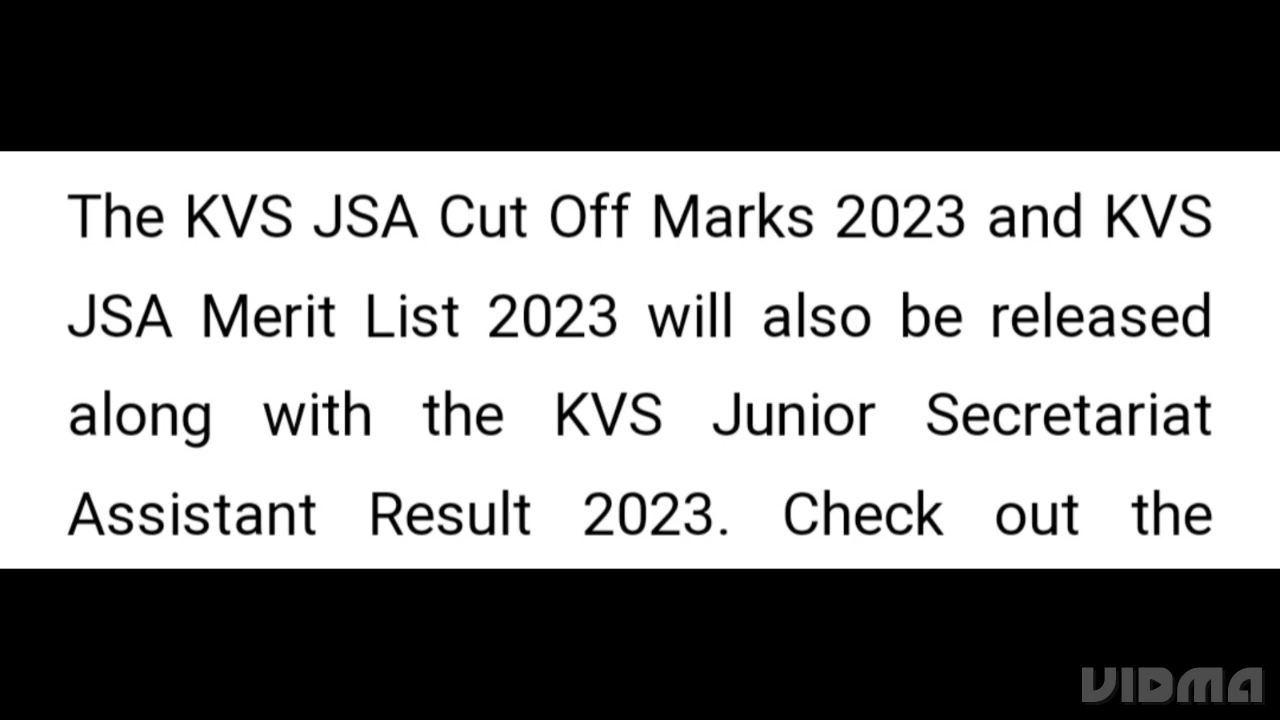 The KVS JSA Cut Off Marks 2023 and KVS
JSA Merit List 2023 will also be released
along with the KVS Junior Secretariat
Assistant Result 2023. Check out the
VIDMA